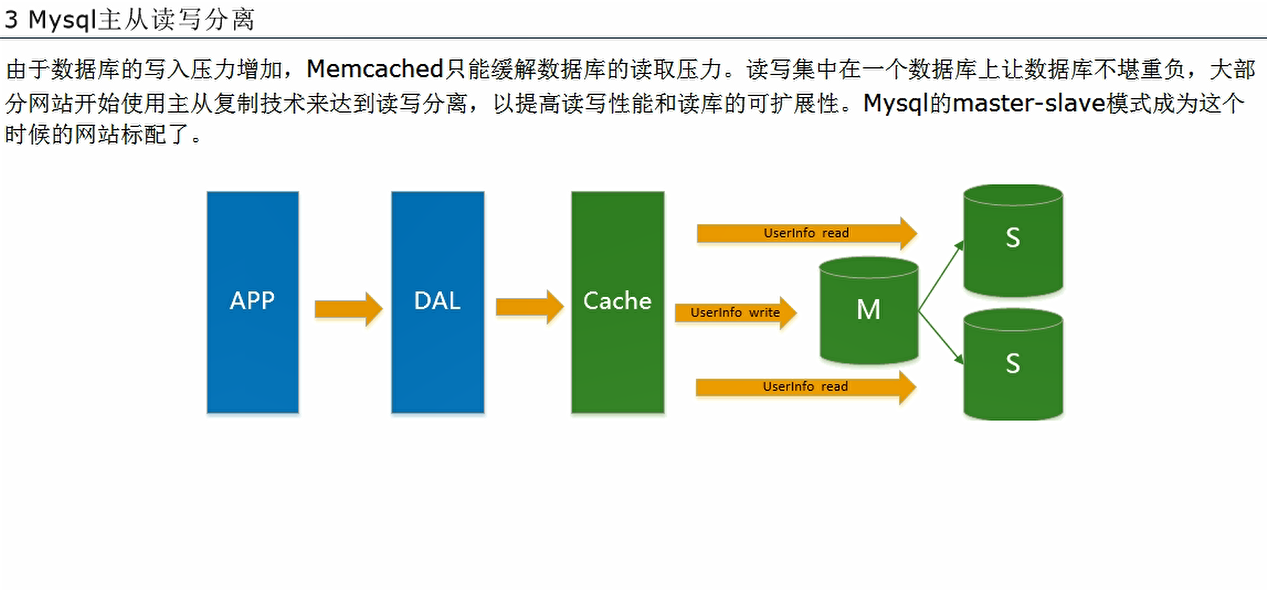 3 Mysql主从读写分离
由于数据库的写入压力增加，Memcached只能缓解数据库的读取压力。读写集中在一个数据库上让数据库不堪重负，大部
分网站开始使用主从复制技术来达到读写分离，以提高读写性能和读库的可扩展性。Mysql的master-slave模式成为这个
时候的网站标配了。
APP
DAL
Cache
UserInfo read
UserInfo write
UserInfo read
M
S
S